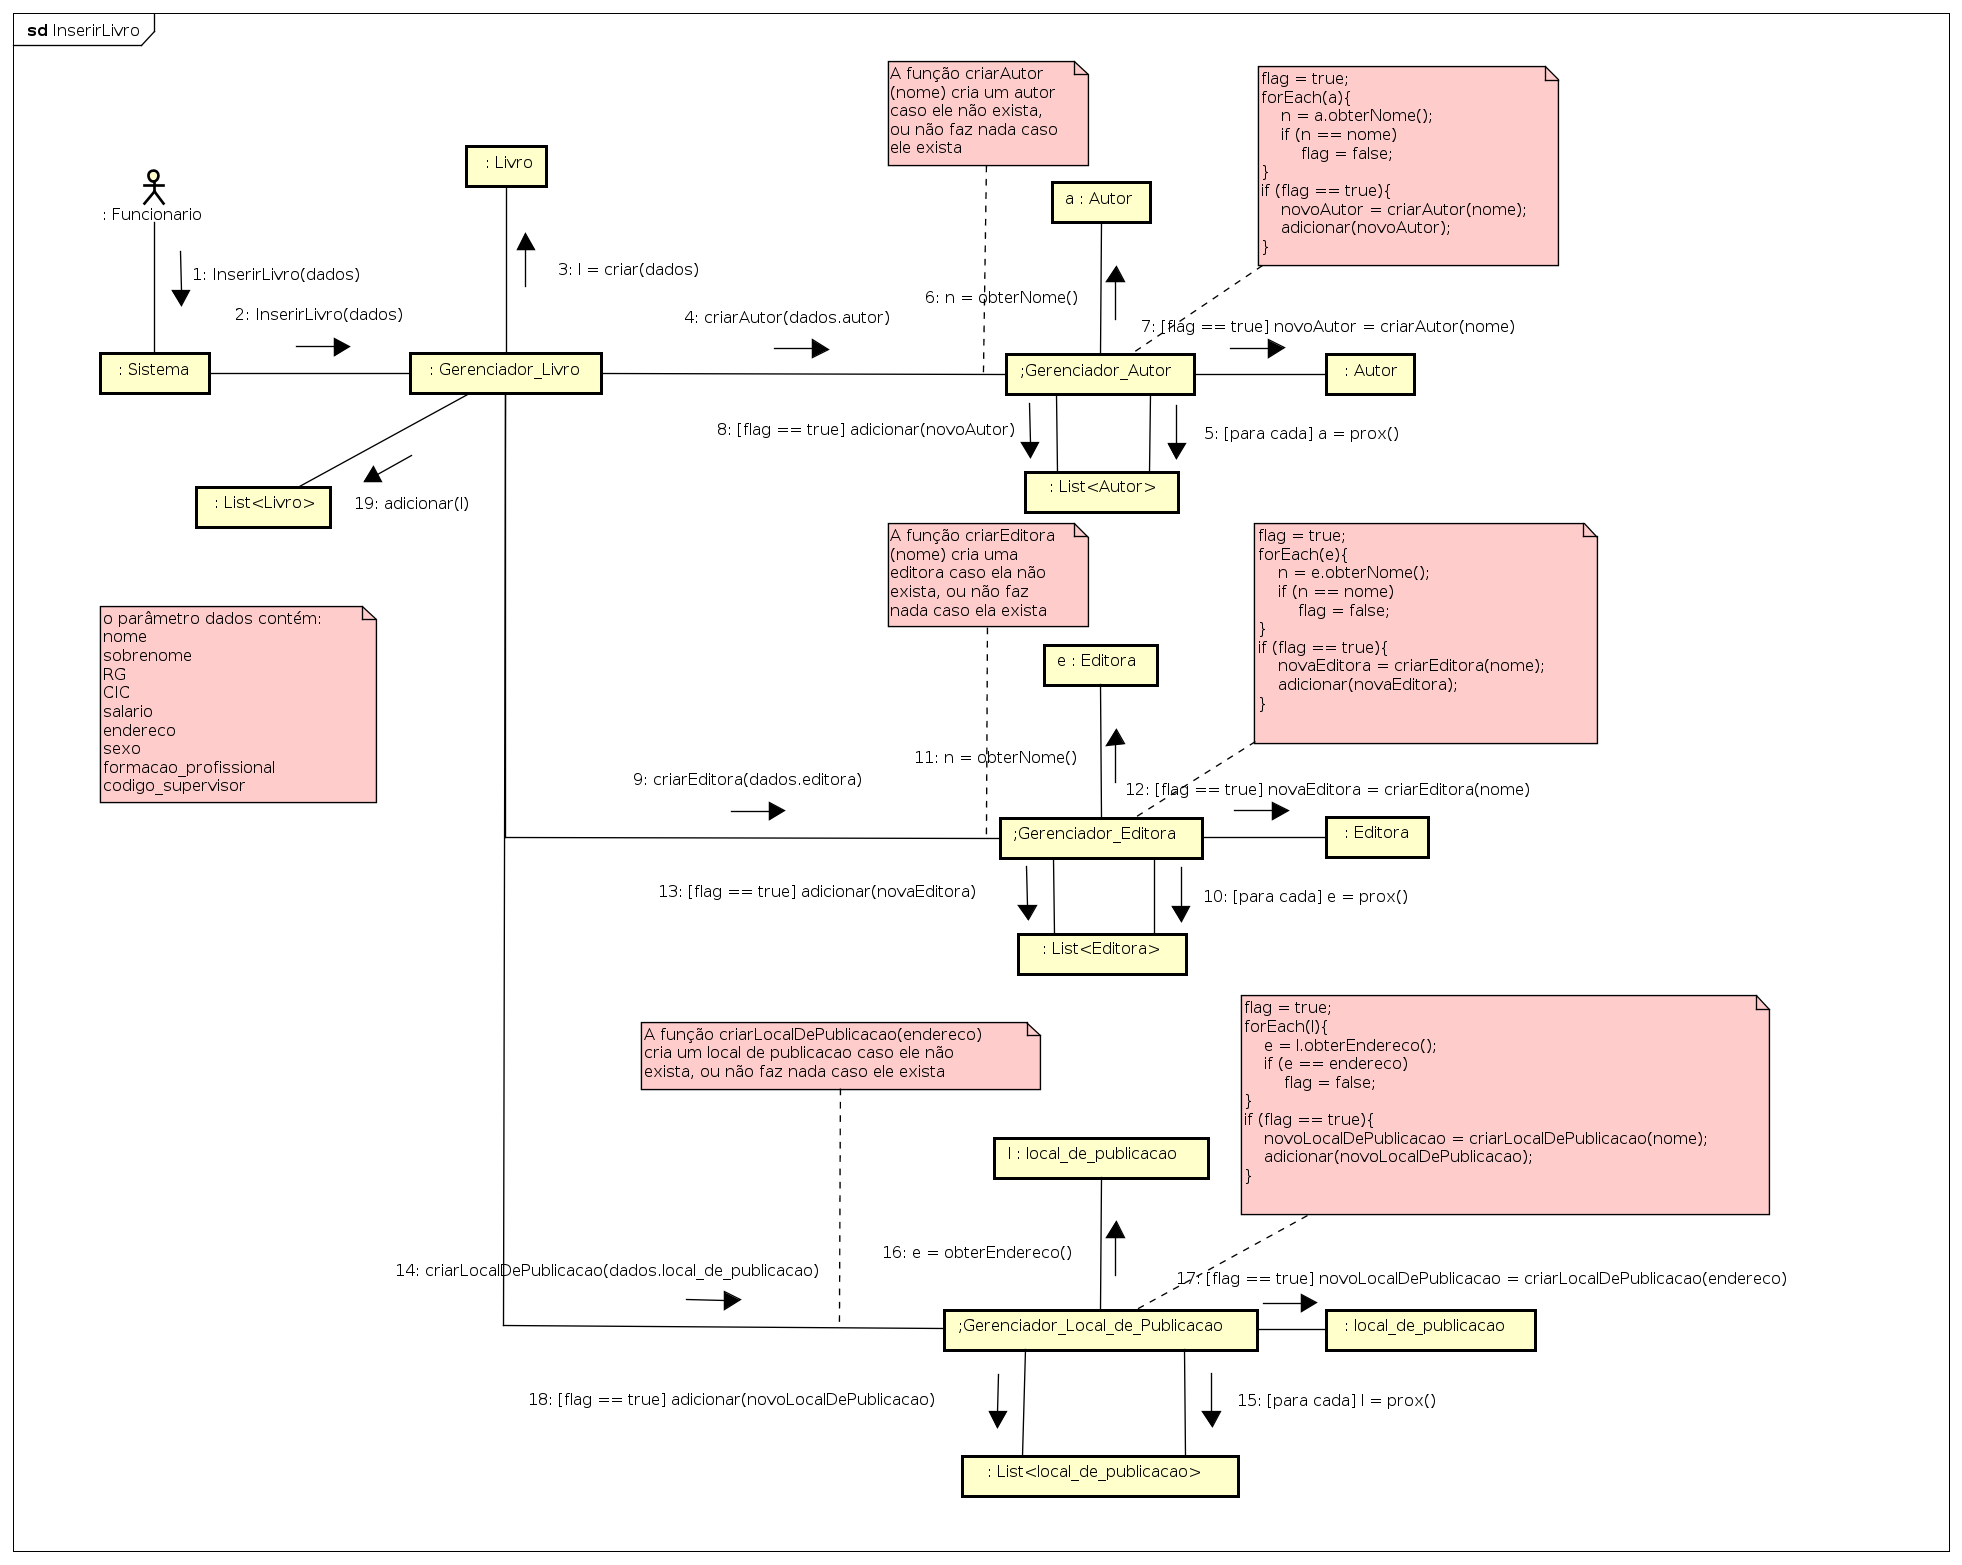 sd InserirLivro
A função criarAutor
(nome) cria um autor
caso ele não exista,
ou não faz nada caso
ele exista
flag = true;
forEach(a){
n = a.obterNome();
if (n == nome)
flag = false;
}
if (flag == true){
novoAutor = criarAutor(nome);
adicionar(novoAutor);
}
: Livro
a : Autor
: Funcionario
1: InserirLivro(dados)
2: InserirLivro(dados)
3: l = criar(dados)
4: criarAutor(dados.autor)
6: n = obterNome()
7: [flag == true] novoAutor = criarAutor(nome)
: Sistema
: Gerenciador_Livro
;Gerenciador_Autor
: Autor
8: [flag == true] adicionar(novoAutor)
5: [para cada] a = prox()
: List<Livro>
19: adicionar(l)
: List<Autor>
A função criarEditora
(nome) cria uma
editora caso ela não
exista, ou não faz
nada caso ela exista
flag = true;
forEach(e){
n = e.obterNome();
if (n == nome)
flag = false;
}
if (flag == true){
novaEditora = criarEditora(nome);
adicionar(novaEditora);
}
o parâmetro dados contém:
nome
sobrenome
RG
CIC
salario
endereco
sexo
formacao_profissional
codigo_supervisor
e : Editora
11: n = obterNome()
9: criarEditora(dados.editora)
12: [flag == true] novaEditora = criarEditora(nome)
;Gerenciador_Editora
: Editora
13: [flag == true] adicionar(novaEditora)
10: [para cada] e = prox()
: List<Editora>
A função criarLocalDePublicacao(endereco)
cria um local de publicacao caso ele não
exista, ou não faz nada caso ele exista
flag = true;
forEach(l){
e = l.obterEndereco();
if (e == endereco)
flag = false;
}
if (flag == true){
novoLocalDePublicacao = criarLocalDePublicacao(nome);
adicionar(novoLocalDePublicacao);
}
l : local_de_publicacao
16: e = obterEndereco()
14: criarLocalDePublicacao(dados.local_de_publicacao)
17: [flag == true] novoLocalDePublicacao = criarLocalDePublicacao(endereco)
;Gerenciador_Local_de_Publicacao
: local_de_publicacao
18: [flag == true] adicionar(novoLocalDePublicacao)
15: [para cada] l = prox()
: List<local_de_publicacao>